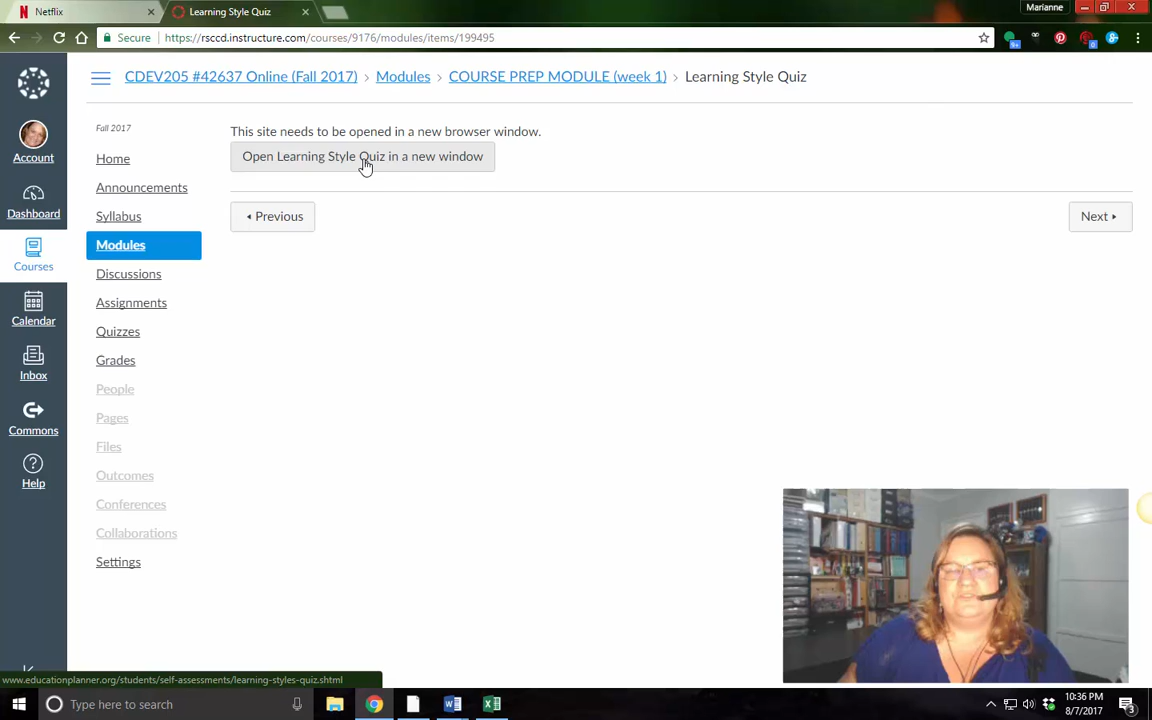 Netflix
Learning Style Quiz
Marianne
Secure
https://rsccd.instructure.com/courses/9176/modules/items/199495
CDEV205 #42637 Online (Fall 2017) › Modules › COURSE PREP MODULE (week 1) › Learning Style Quiz
Account
Dashboard
Courses
Calendar
Inbox
Commons
Help
Fall 2017
Home
Announcements
Syllabus
Modules
Discussions
Assignments
Quizzes
Grades
People
Pages
Files
Outcomes
Conferences
Collaborations
Settings
This site needs to be opened in a new browser window.
Open Learning Style Quiz in a new window
Previous
Next
www.educationplanner.org/students/self-assessments/learning-styles-quiz.shtml
Type here to search
10:36 PM
8/7/2017
3